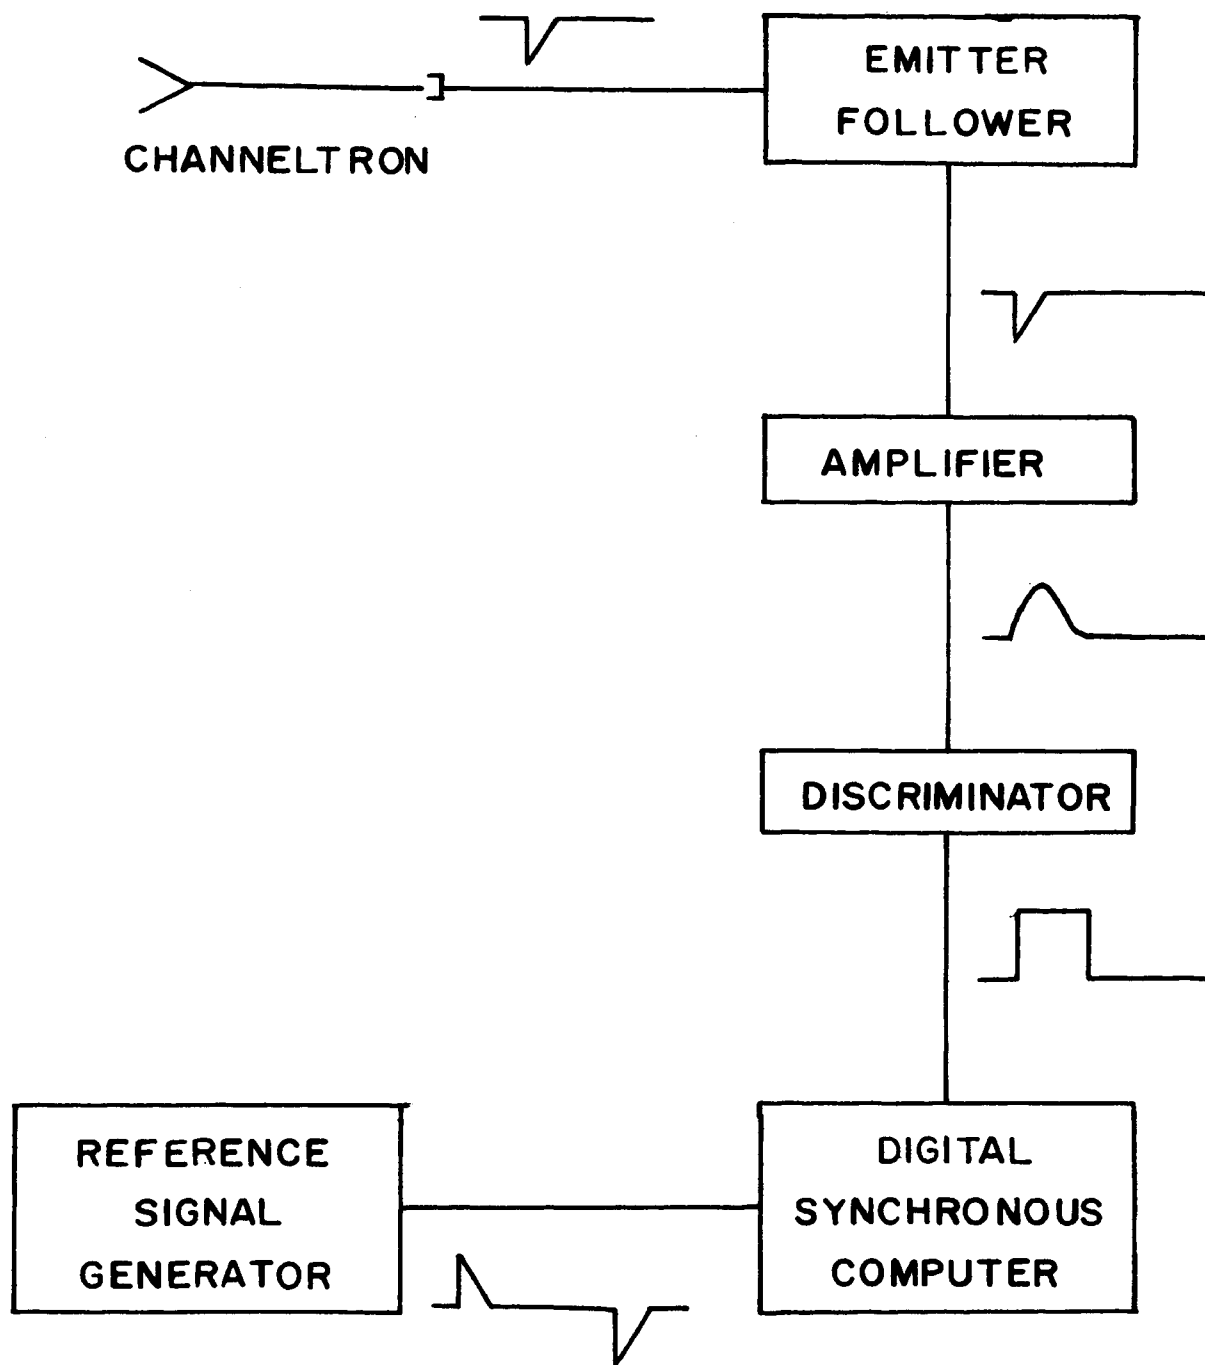 EMITTER
FOLLOWER
CHANNELTRON
AMPLIFIER
DISCRIMINATOR
REFERENCE
SIGNAL
GENERATOR
DIGITAL
SYNCHRONOUS
COMPUTER